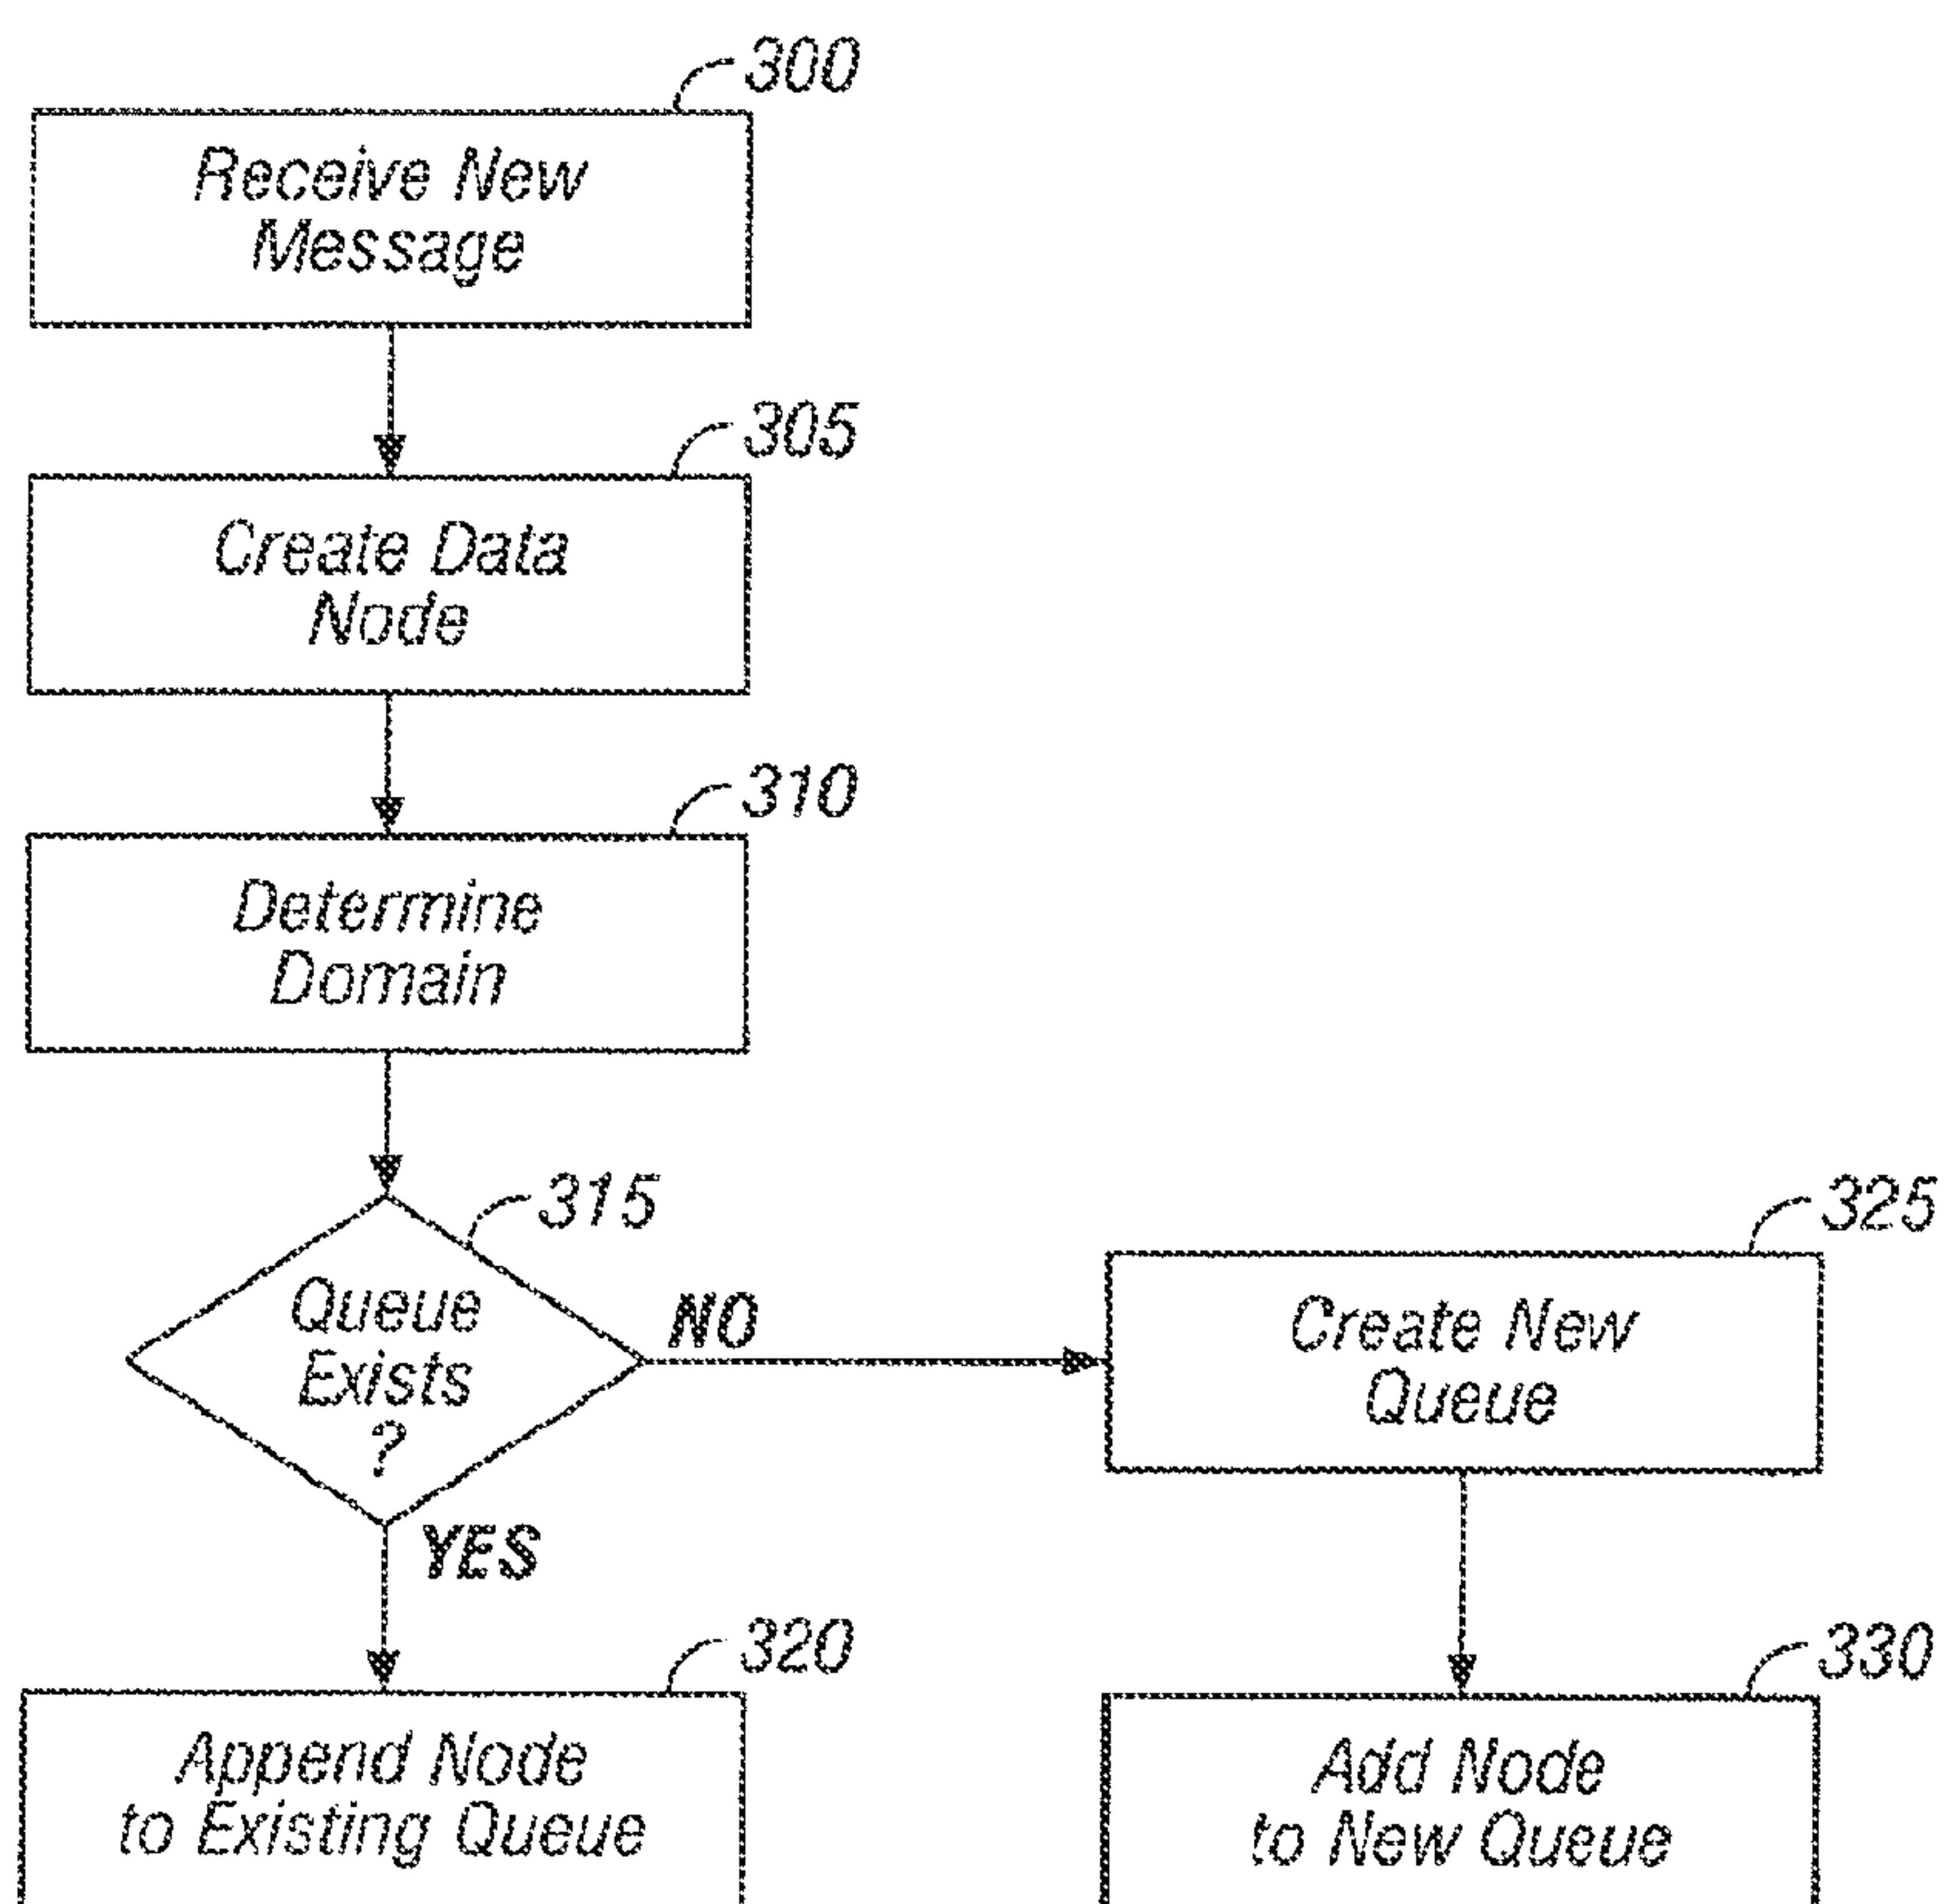 300
Receive New
Message
305
Create Data
Node
310
Determine
Domain
315
Queue
Exists
?
NO
325
Create New
Queue
YES
320
Append Node
to Existing Queue
330
Add Node
to New Queue